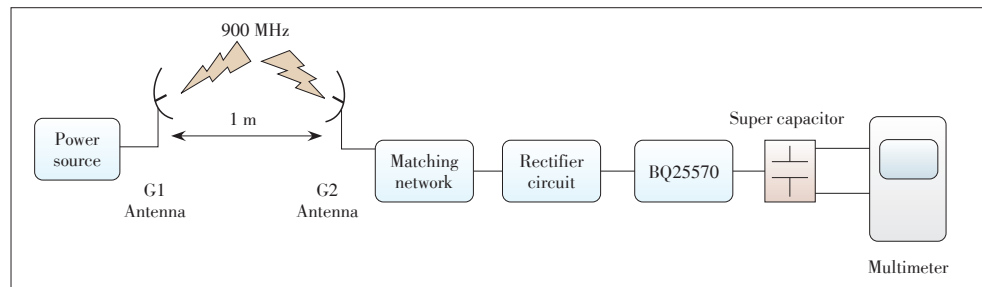 900 MHz
1 m
Power
source
G1
Antenna
G2
Antenna
Matching
network
Rectifier
circuit
BQ25570
Super capacitor
Multimeter